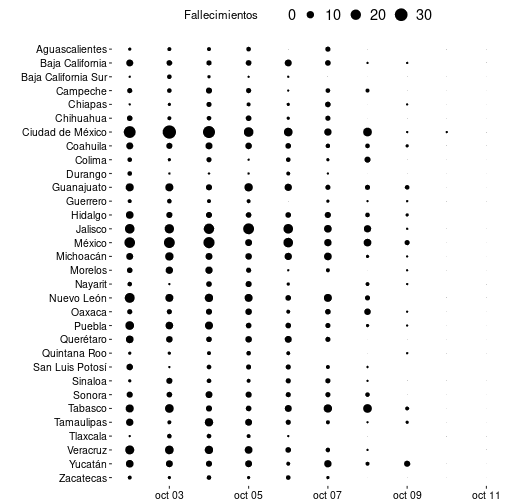 Fallecimientos 0 10 20 30
Aguascalientes
Baja California
Baja California Sur
Campeche
Chiapas
Chihuahua
Ciudad de México
Coahuila
Colima
Durango
Guanajuato
Guerrero
Hidalgo
Jalisco
México
Michoacán
Morelos
Nayarit
Nuevo León
Oaxaca
Puebla
Querétaro
Quintana Roo
San Luis Potosí
Sinaloa
Sonora
Tabasco
Tamaulipas
Tlaxcala
Veracruz
Yucatán
Zacatecas
oct 03 oct 05 oct 07 oct 09 oct 11